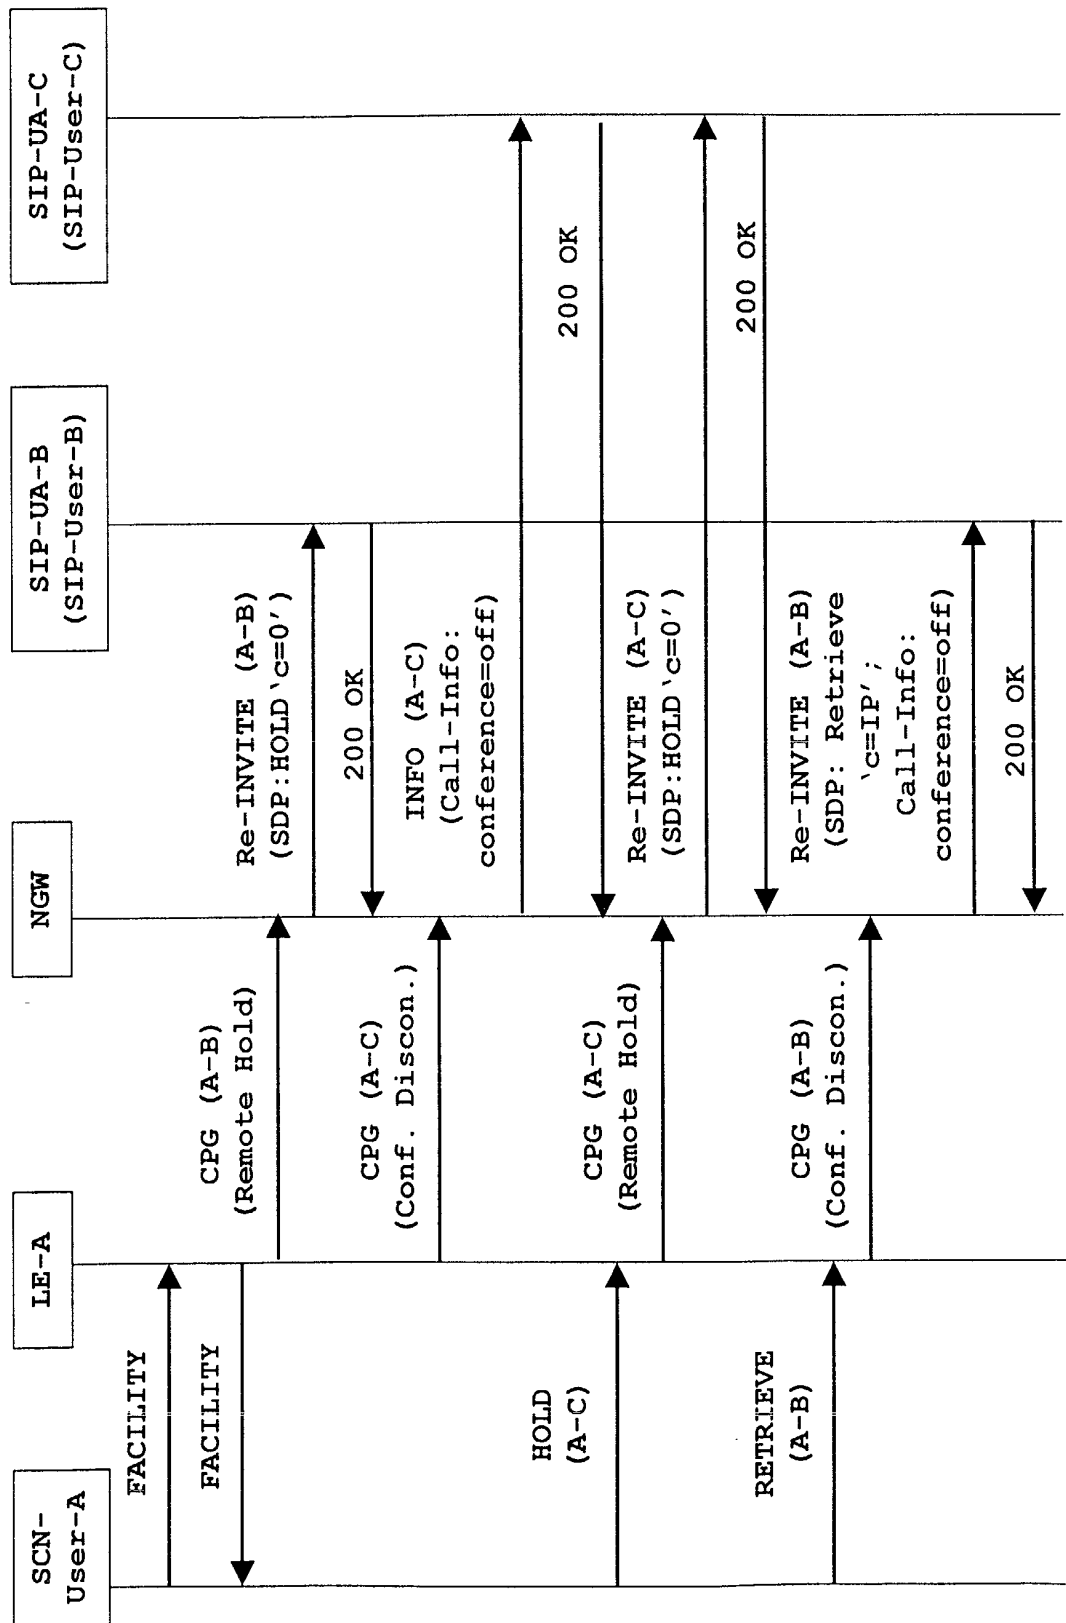 SCN-
User-A
LE-A
NGW
SIP-UA-B
(SIP-User-B)
SIP-UA-C
(SIP-User-C)
FACILITY
FACILITY
CPG (A-B)
(Remote Hold)
Re-INVITE (A-B)
(SDP:HOLD'c=0')
200 OK
CPG (A-C)
(Conf. Discon.)
INFO (A-C)
(Call-Info:
conference=off)
200 OK
HOLD
(A-C)
CPG (A-C)
(Remote Hold)
Re-INVITE (A-C)
(SDP:HOLD'c=0')
200 OK
RETRIEVE
(A-B)
CPG (A-B)
(Conf. Discon.)
Re-INVITE (A-B)
(SDP: Retrieve
'c=IP';
Call-Info:
conference=off)
200 OK